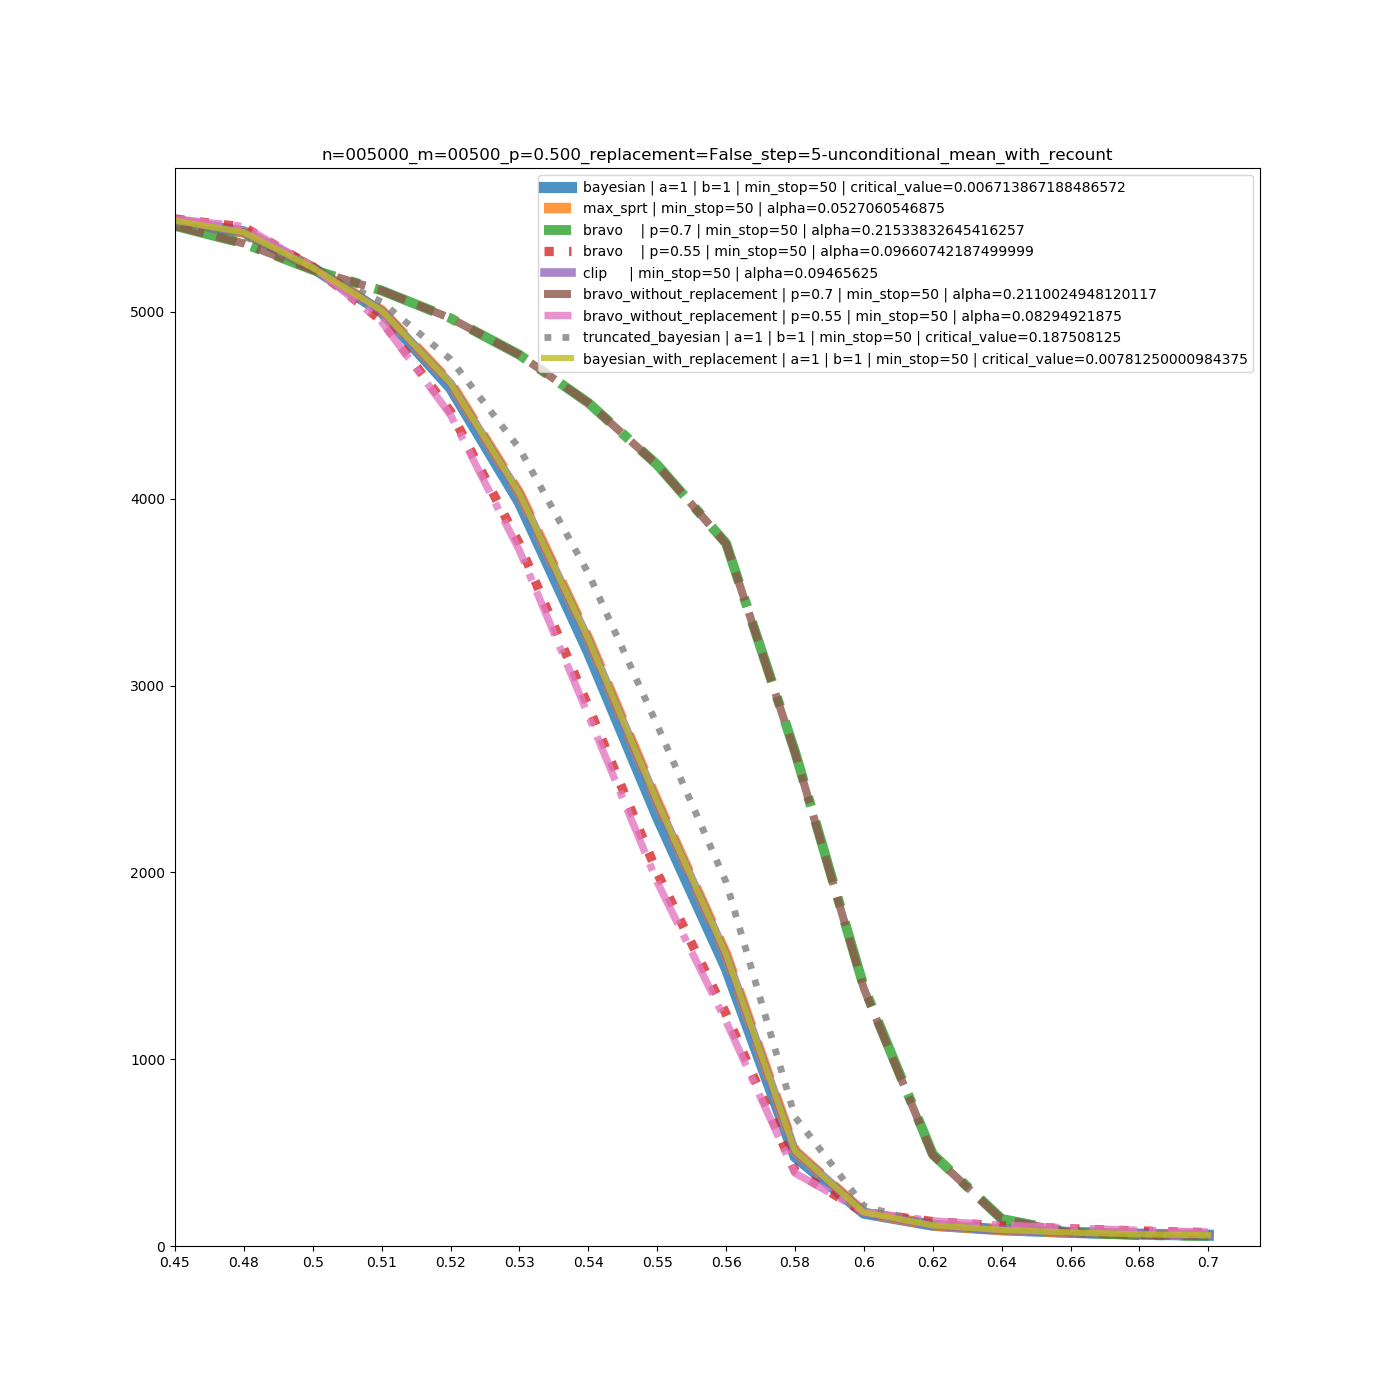 n=005000_m=00500_p=0.500_replacement=False_step=5-unconditional_mean_with_recount
bayesian | a=1 | b=1 | min_stop=50 | critical_value=0.006713867188486572
max_sprt | min_stop=50 | alpha=0.0527060546875
bravo    | p=0.7 | min_stop=50 | alpha=0.21533832645416257
bravo    | p=0.55 | min_stop=50 | alpha=0.09660742187499999
clip     | min_stop=50 | alpha=0.09465625
bravo_without_replacement | p=0.7 | min_stop=50 | alpha=0.2110024948120117
bravo_without_replacement | p=0.55 | min_stop=50 | alpha=0.08294921875
truncated_bayesian | a=1 | b=1 | min_stop=50 | critical_value=0.187508125
bayesian_with_replacement | a=1 | b=1 | min_stop=50 | critical_value=0.00781250000984375
5000
4000
3000
2000
1000
0
0.45 0.48 0.5 0.51 0.52 0.53 0.54 0.55 0.56 0.58 0.6 0.62 0.64 0.66 0.68 0.7